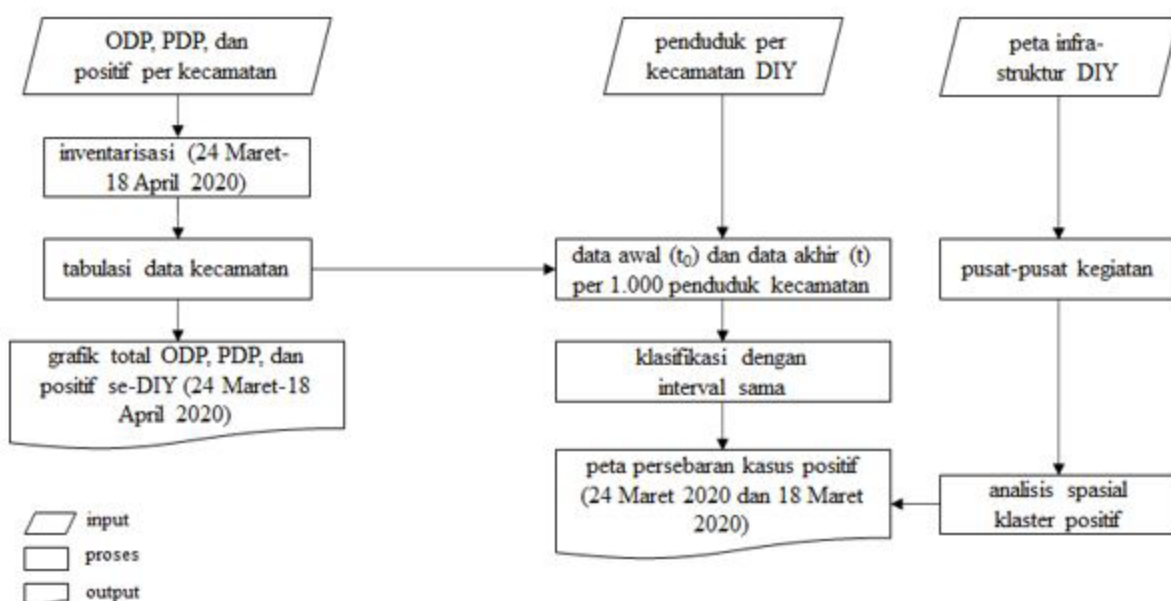 ODP, PDP, dan
positif per kecamatan
inventarisasi (24 Maret-
18 April 2020)
tabulasi data kecamatan
grafik total ODP, PDP, dan
positif se-DIY (24 Maret-18
April 2020)
penduduk per
kecamatan DIY
data awal (t₀) dan data akhir (t)
per 1.000 penduduk kecamatan
klasifikasi dengan
interval sama
peta persebaran kasus positif
(24 Maret 2020 dan 18 Maret
2020)
peta infra-
struktur DIY
pusat-pusat kegiatan
analisis spasial
klaster positif
input
proses
output